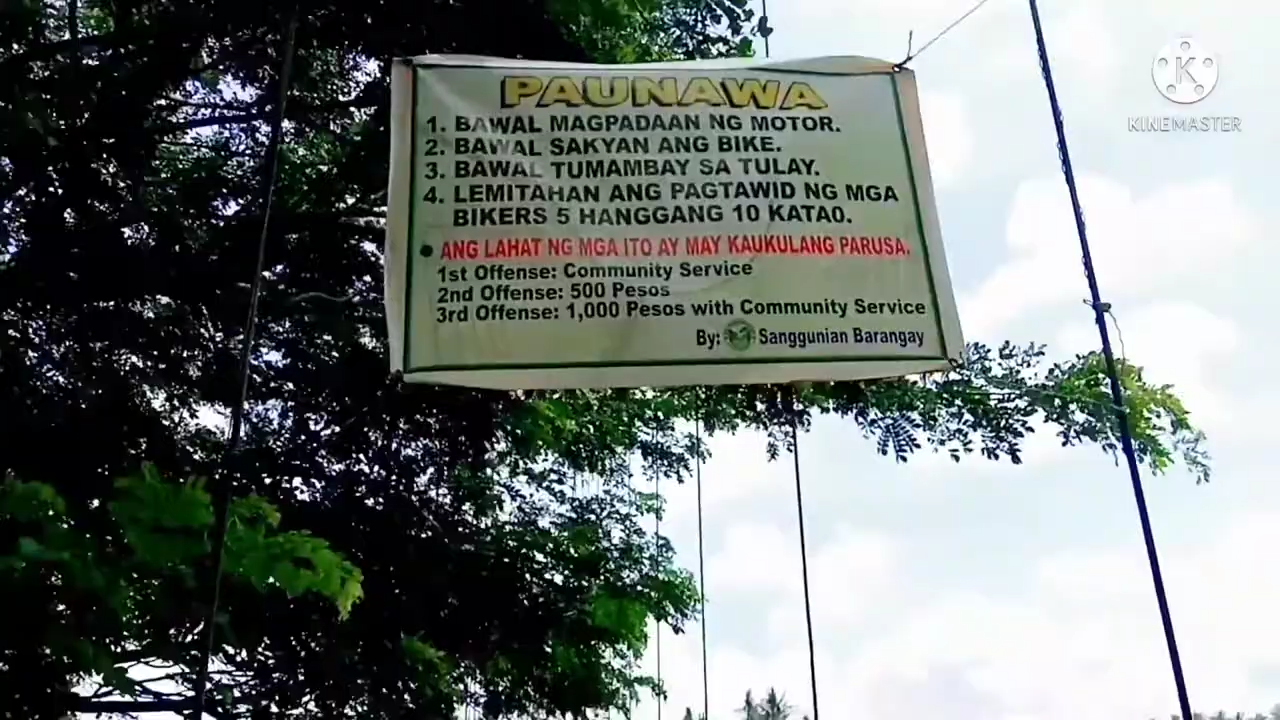 PAUNAWA
1. BAWAL MAGPADAAN NG MOTOR.
2. BAWAL SAKYAN ANG BIKE.
3. BAWAL TUMAMBAY SA TULAY.
4. LEMITAHAN ANG PAGTAWID NG MGA
BIKERS 5 HANGGANG 10 KATAO.
• ANG LAHAT NG MGA ITO AY MAY KAUKULANG PARUSA.
1st Offense: Community Service
2nd Offense: 500 Pesos
3rd Offense: 1,000 Pesos with Community Service
By: Sanggunian Barangay
K
KINEMASTER